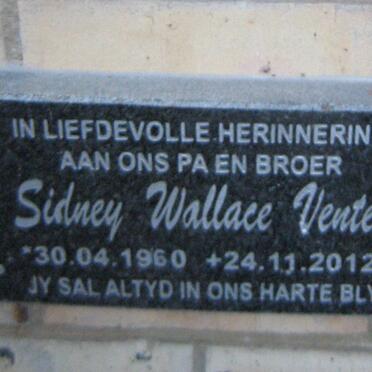 IN LIEFDEVOLLE HERINNERIN
AAN ONS PA EN BROER
Sidney Wallace Vente
*30.04.1960 +24.11.2012
JY SAL ALTYD IN ONS HARTE BLY